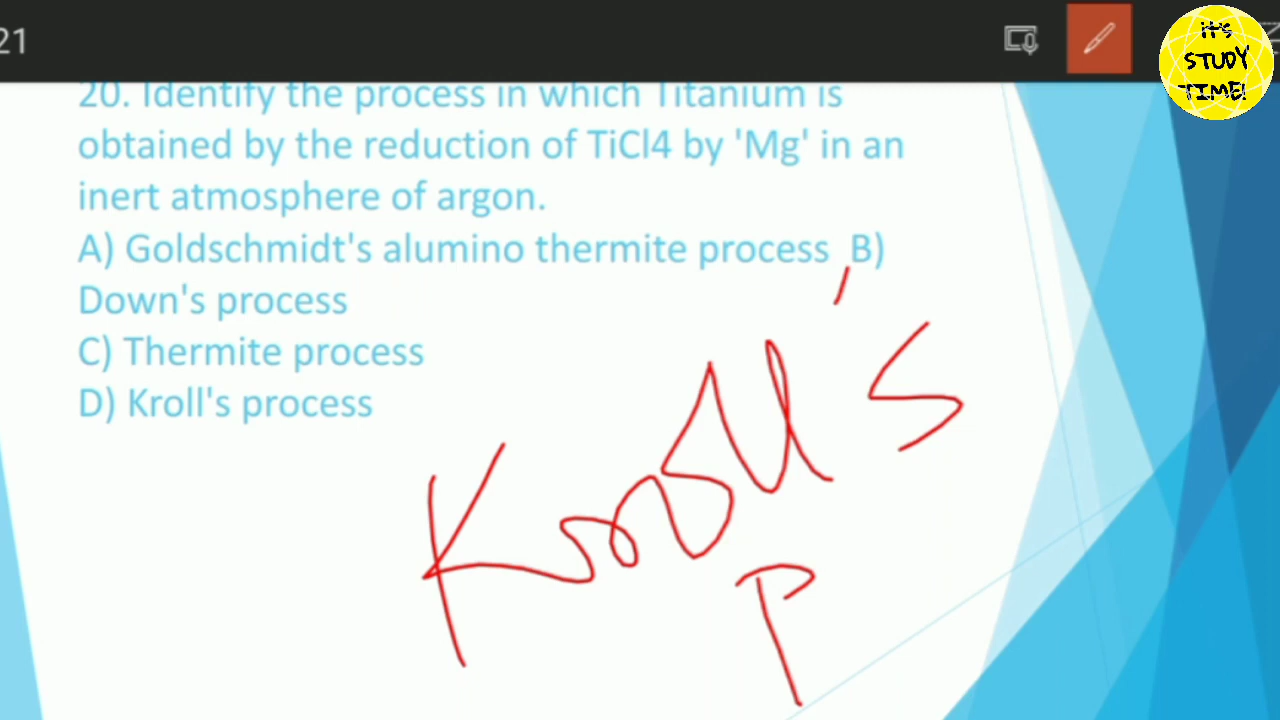 21
IT'S
STUDY
TIME!
20. Identify the process in which Titanium is
obtained by the reduction of TiCl4 by 'Mg' in an
inert atmosphere of argon.
A) Goldschmidt's alumino thermite process B)
Down's process
C) Thermite process
D) Kroll's process
Kroll's
P